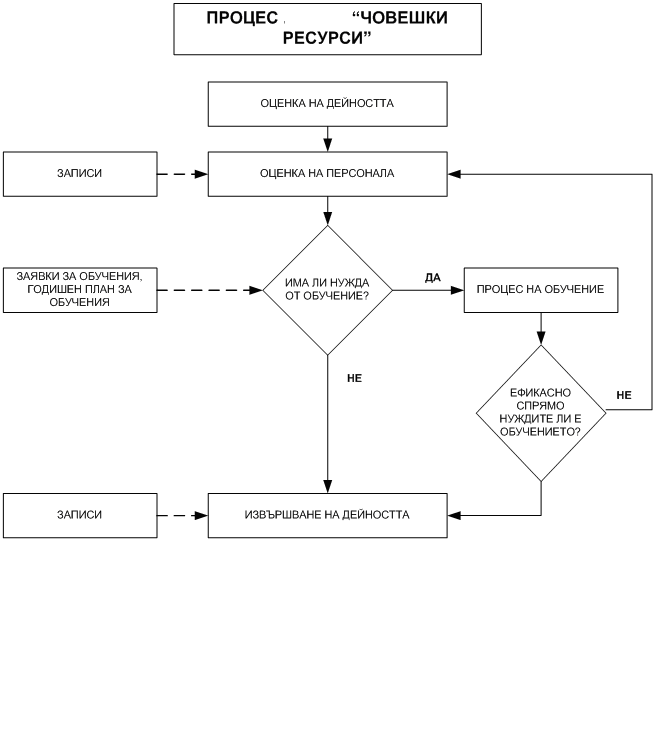 ПРОЦЕС “ЧОВЕШКИ
РЕСУРСИ”
ОЦЕНКА НА ДЕЙНОСТТА
ЗАПИСИ
ОЦЕНКА НА ПЕРСОНАЛА
ЗАЯВКИ ЗА ОБУЧЕНИЯ,
ГОДИШЕН ПЛАН ЗА
ОБУЧЕНИЯ
ИМА ЛИ НУЖДА
ОТ ОБУЧЕНИЕ?
ДА
ПРОЦЕС НА ОБУЧЕНИЕ
НЕ
ЕФИКАСНО
СПРЯМО
НУЖДИТЕ ЛИ Е
ОБУЧЕНИЕТО?
НЕ
ЗАПИСИ
ИЗВЪРШВАНЕ НА ДЕЙНОСТТА